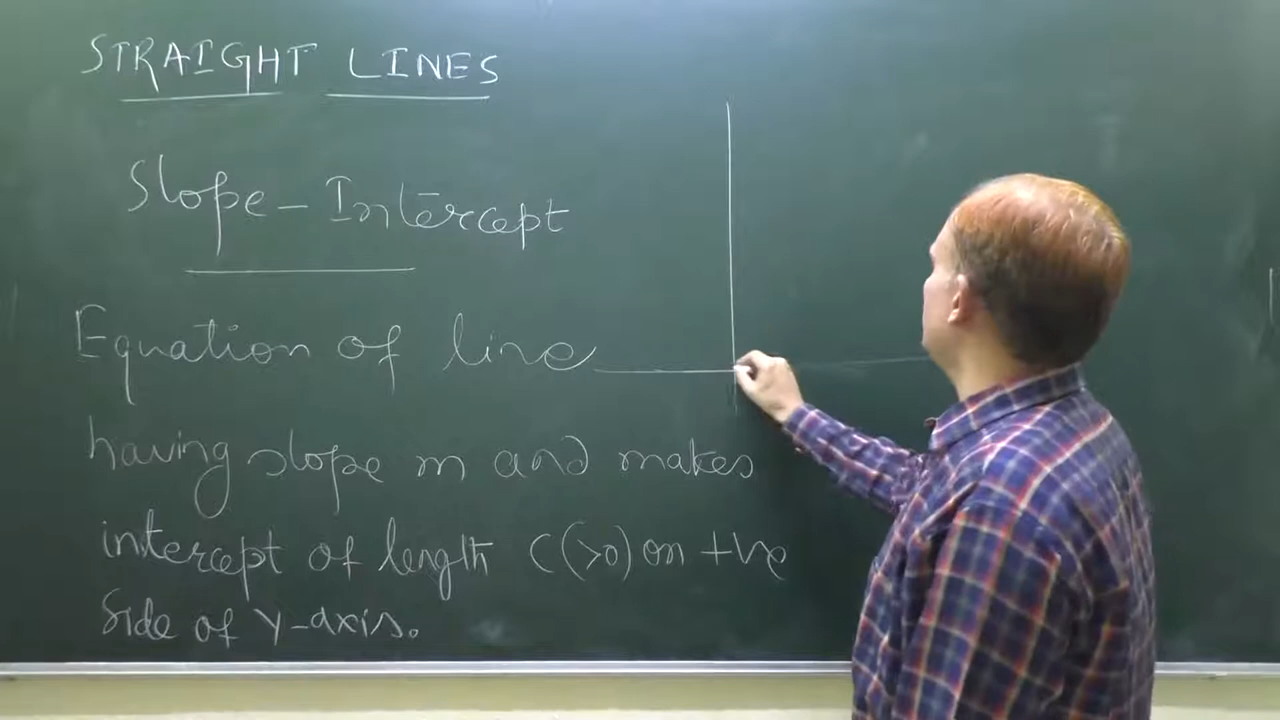 STRAIGHT LINES
Slope-Intercept
Equation of line
having slope m and makes
intercept of length C(>0) on +ve
side of Y-axis.